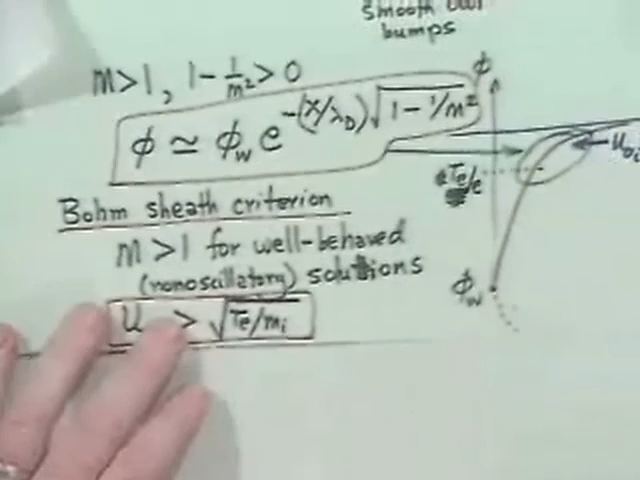 smooth out
bumps
m>1, 1-1/m²>0
φ ≃ φ_w e^-(x/λ_D)√(1-1/m²)
φ
Te/e
Bohm sheath criterion
m>1 for well-behaved
(nonoscillatory) solutions
U > √(Te/mi)
φ_w